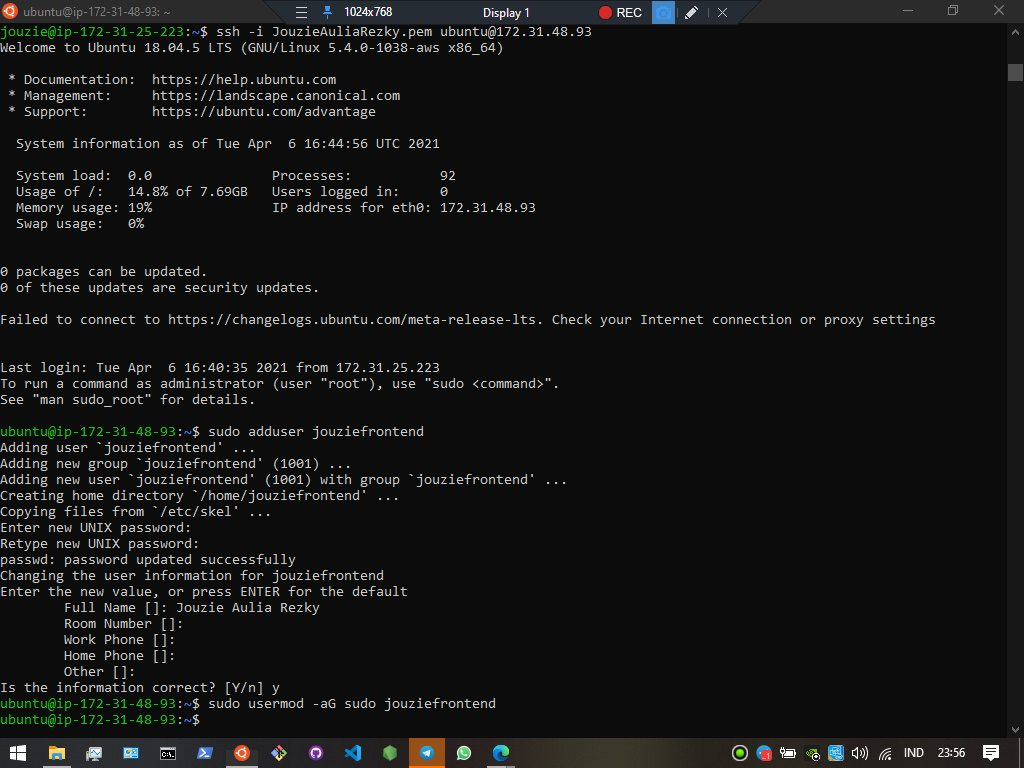 ubuntu@ip-172-31-48-93: ~
1024x768
Display 1
REC
jouzie@ip-172-31-25-223:~$ ssh -i JouzieAuliaRezky.pem ubuntu@172.31.48.93
Welcome to Ubuntu 18.04.5 LTS (GNU/Linux 5.4.0-1038-aws x86_64)
 * Documentation:  https://help.ubuntu.com
 * Management:     https://landscape.canonical.com
 * Support:        https://ubuntu.com/advantage
  System information as of Tue Apr  6 16:44:56 UTC 2021
  System load:  0.0               Processes:           92
  Usage of /:   14.8% of 7.69GB   Users logged in:     0
  Memory usage: 19%               IP address for eth0: 172.31.48.93
  Swap usage:   0%
0 packages can be updated.
0 of these updates are security updates.
Failed to connect to https://changelogs.ubuntu.com/meta-release-lts. Check your Internet connection or proxy settings
Last login: Tue Apr  6 16:40:35 2021 from 172.31.25.223
To run a command as administrator (user "root"), use "sudo <command>".
See "man sudo_root" for details.
ubuntu@ip-172-31-48-93:~$ sudo adduser jouziefrontend
Adding user `jouziefrontend' ...
Adding new group `jouziefrontend' (1001) ...
Adding new user `jouziefrontend' (1001) with group `jouziefrontend' ...
Creating home directory `/home/jouziefrontend' ...
Copying files from `/etc/skel' ...
Enter new UNIX password:
Retype new UNIX password:
passwd: password updated successfully
Changing the user information for jouziefrontend
Enter the new value, or press ENTER for the default
        Full Name []: Jouzie Aulia Rezky
        Room Number []:
        Work Phone []:
        Home Phone []:
        Other []:
Is the information correct? [Y/n] y
ubuntu@ip-172-31-48-93:~$ sudo usermod -aG sudo jouziefrontend
ubuntu@ip-172-31-48-93:~$
IND
23:56